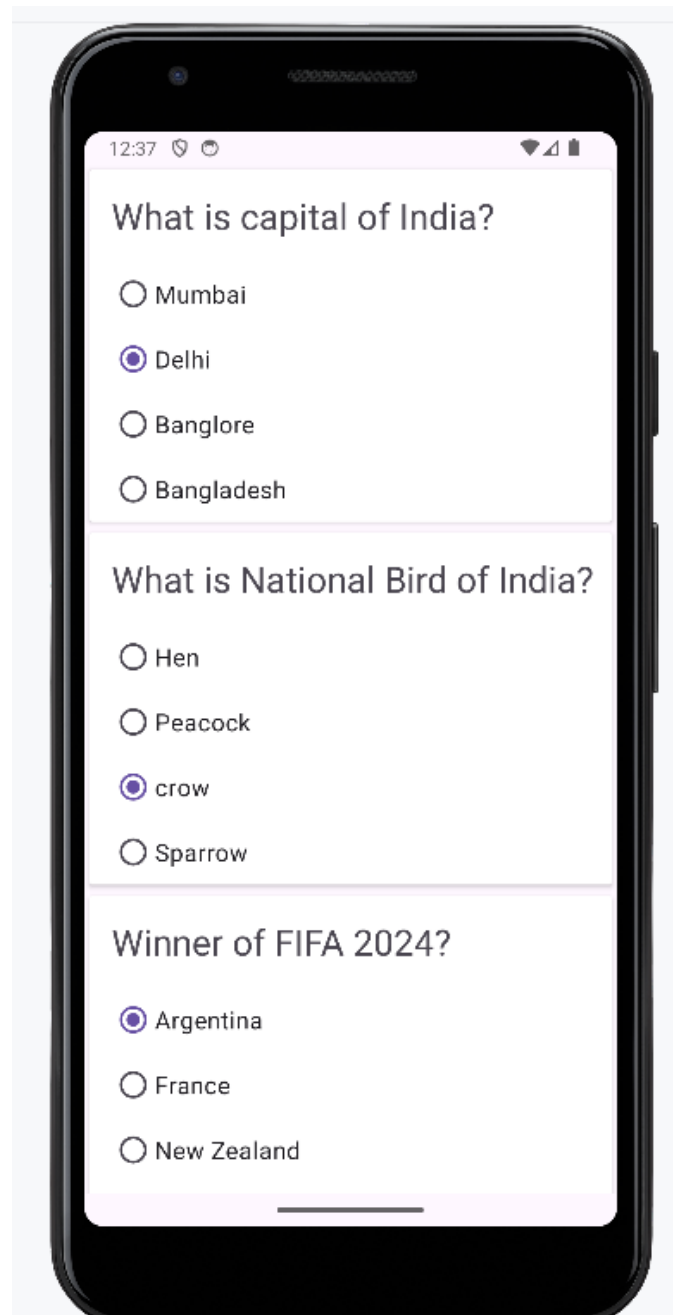 12:37
What is capital of India?
Mumbai
Delhi
Banglore
Bangladesh
What is National Bird of India?
Hen
Peacock
crow
Sparrow
Winner of FIFA 2024?
Argentina
France
New Zealand